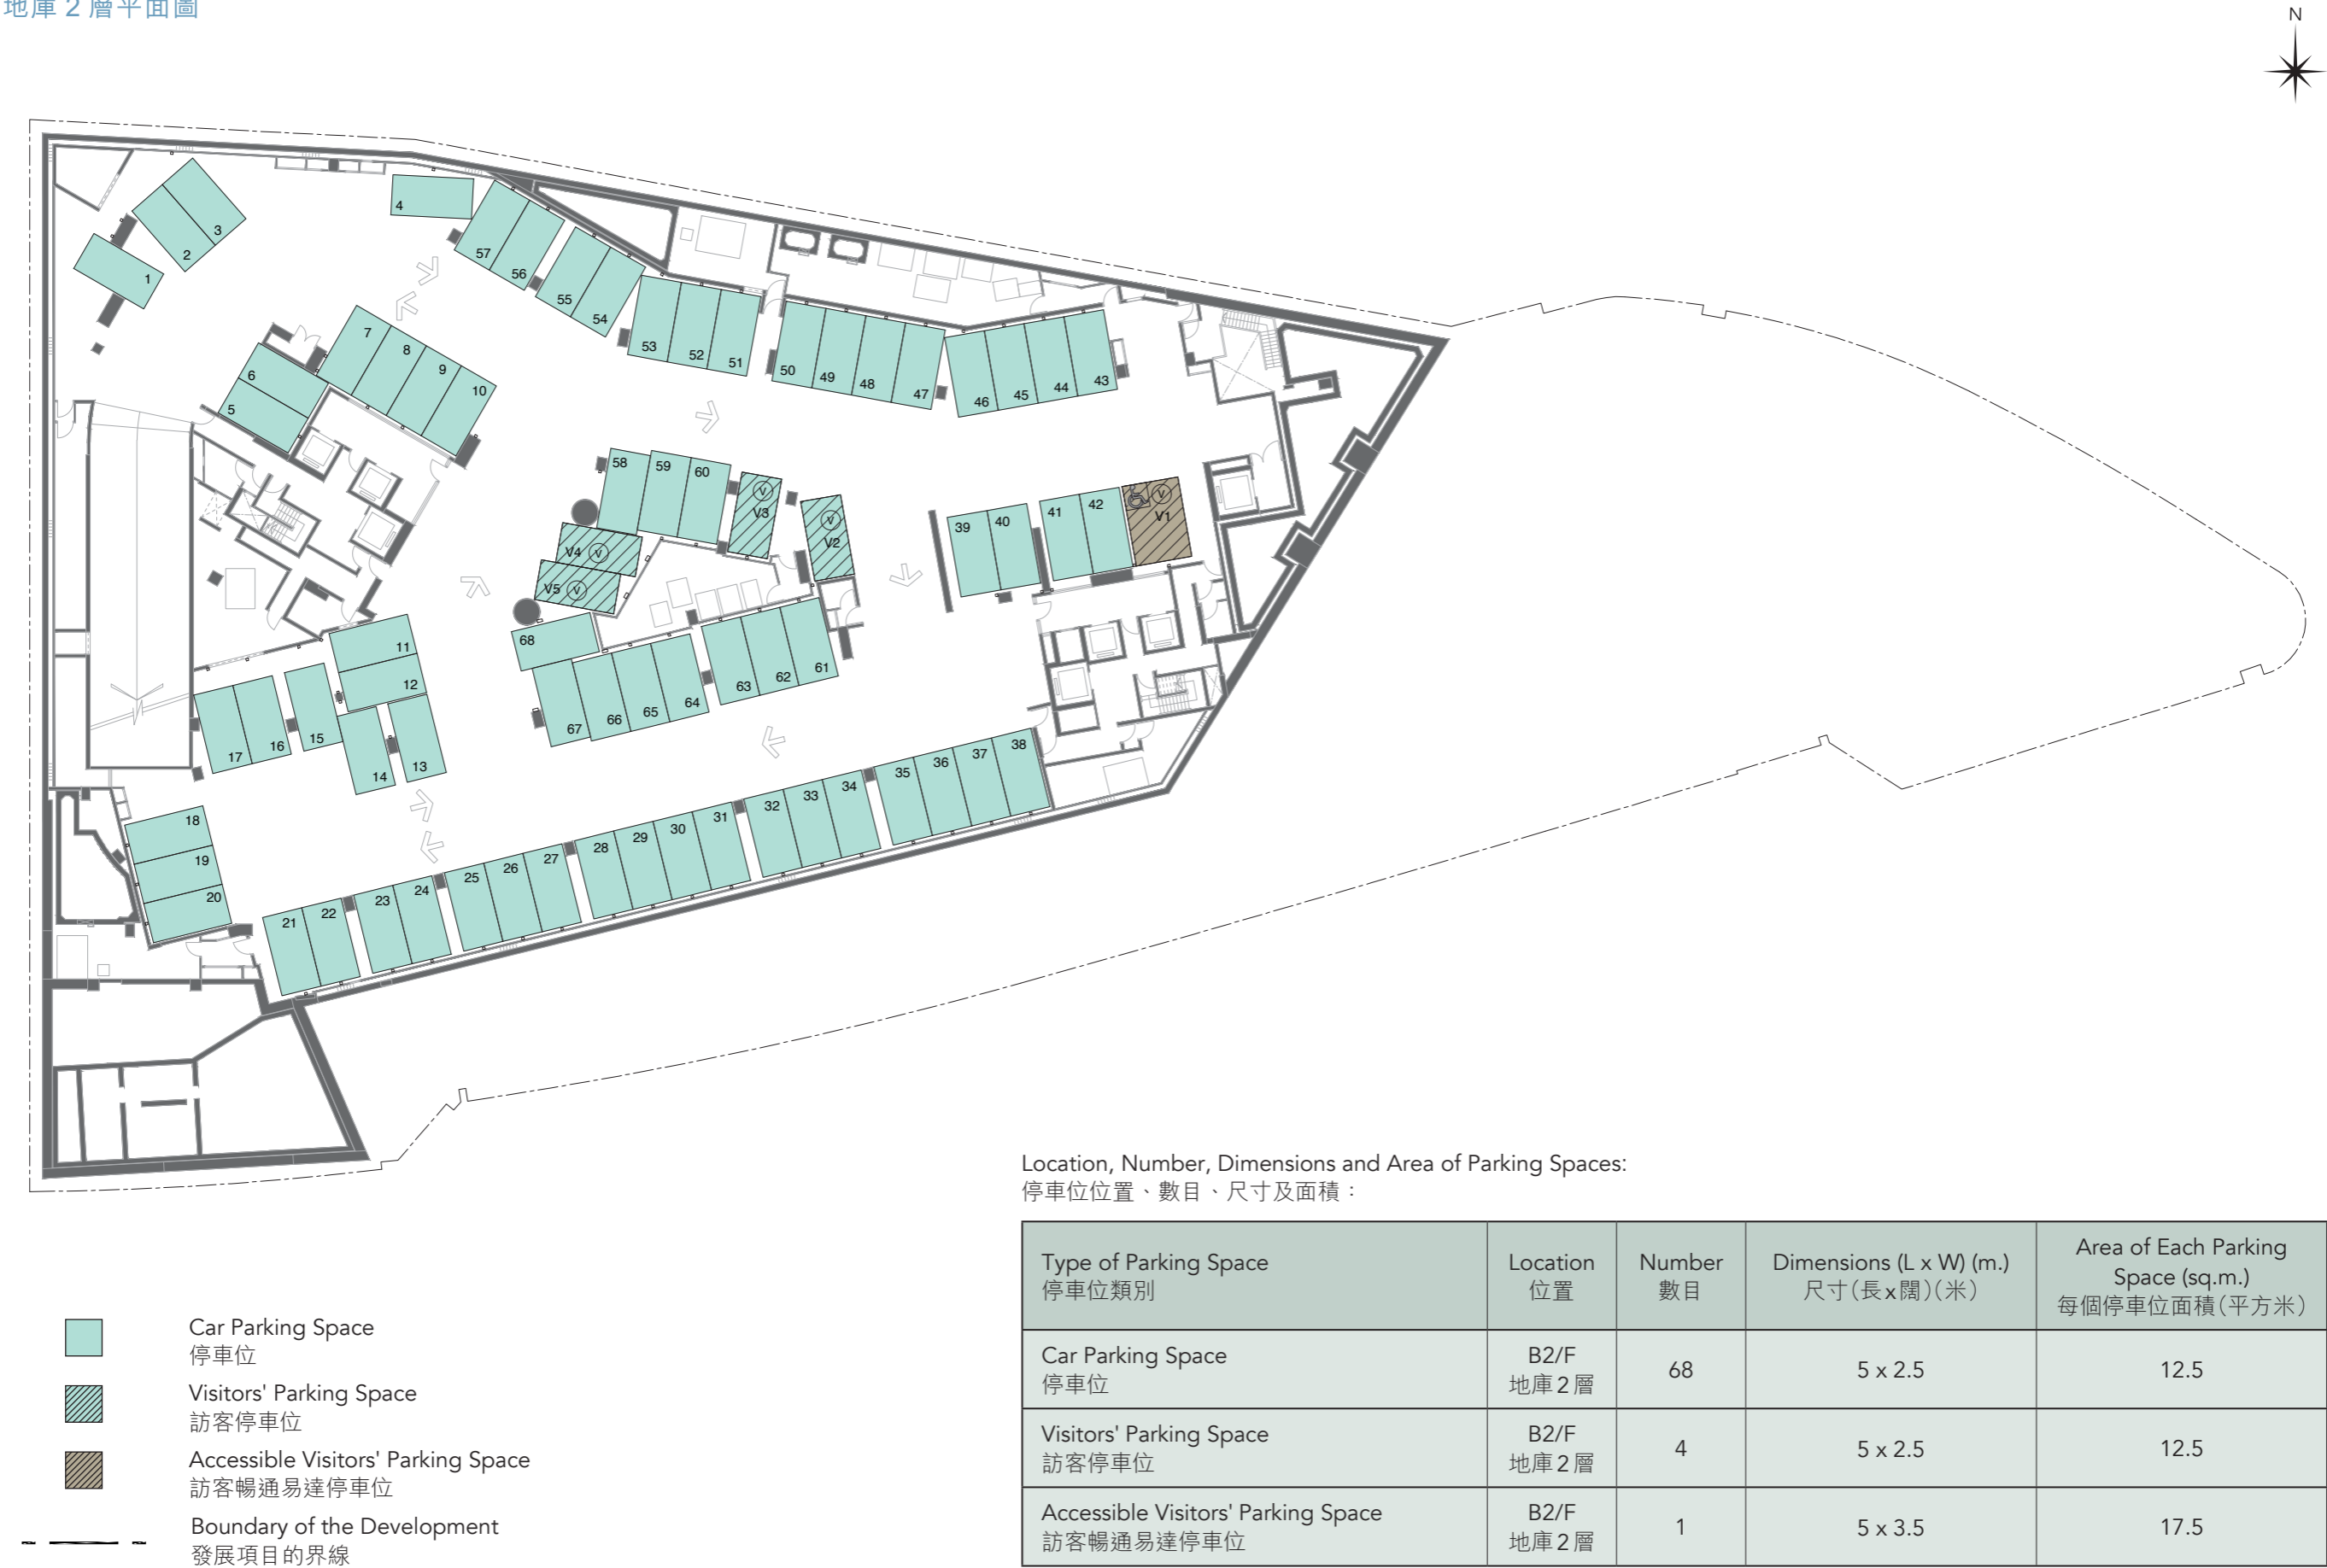 地庫 2 層平面圖
N
1
2
3
4
57
56
55
54
53
52
51
50
49
48
47
46
45
44
43
7
8
9
10
6
5
58
59
60
V
V3
V
V2
V4 V
V5 V
39
40
41
42
V
V1
68
67
66
65
64
63
62
61
11
12
13
14
15
16
17
18
19
20
21
22
23
24
25
26
27
28
29
30
31
32
33
34
35
36
37
38
Car Parking Space
停車位
Visitors' Parking Space
訪客停車位
Accessible Visitors' Parking Space
訪客暢通易達停車位
Boundary of the Development
發展項目的界線
Location, Number, Dimensions and Area of Parking Spaces:
停車位位置、數目、尺寸及面積：
Type of Parking Space
停車位類別
Location
位置
Number
數目
Dimensions (L x W) (m.)
尺寸(長x闊)(米)
Area of Each Parking
Space (sq.m.)
每個停車位面積(平方米)
Car Parking Space
停車位
B2/F
地庫2層
68
5 x 2.5
12.5
Visitors' Parking Space
訪客停車位
B2/F
地庫2層
4
5 x 2.5
12.5
Accessible Visitors' Parking Space
訪客暢通易達停車位
B2/F
地庫2層
1
5 x 3.5
17.5